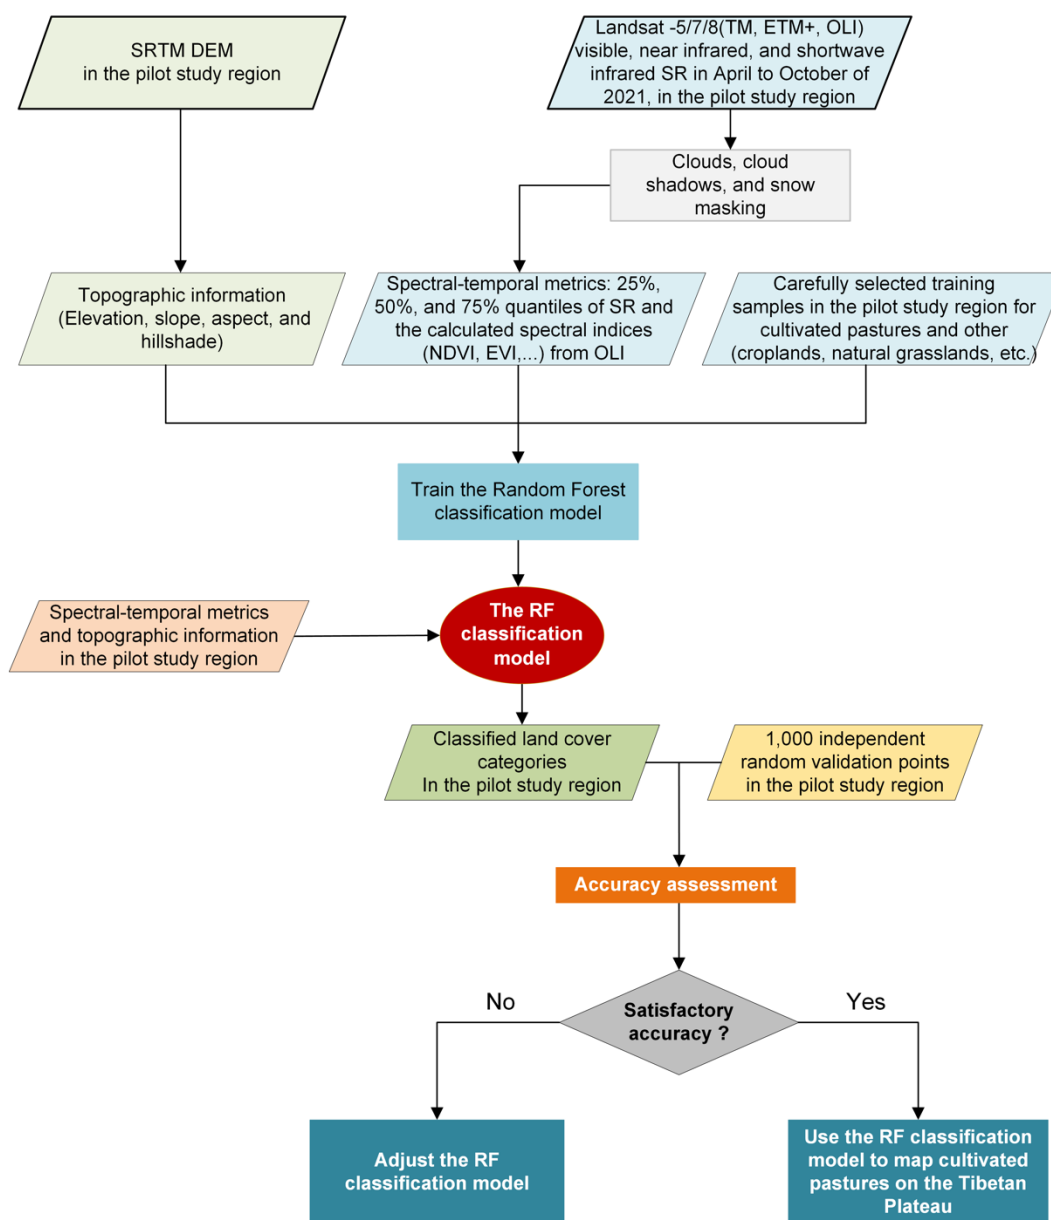 SRTM DEM
in the pilot study region
Landsat -5/7/8(TM, ETM+, OLI)
visible, near infrared, and shortwave
infrared SR in April to October of
2021, in the pilot study region
Clouds, cloud
shadows, and snow
masking
Topographic information
(Elevation, slope, aspect, and
hillshade)
Spectral-temporal metrics: 25%,
50%, and 75% quantiles of SR and
the calculated spectral indices
(NDVI, EVI,...) from OLI
Carefully selected training
samples in the pilot study region for
cultivated pastures and other
(croplands, natural grasslands, etc.)
Train the Random Forest
classification model
Spectral-temporal metrics
and topographic information
in the pilot study region
The RF
classification
model
Classified land cover
categories
In the pilot study region
1,000 independent
random validation points
in the pilot study region
Accuracy assessment
No
Satisfactory
accuracy ?
Yes
Adjust the RF
classification model
Use the RF classification
model to map cultivated
pastures on the Tibetan
Plateau